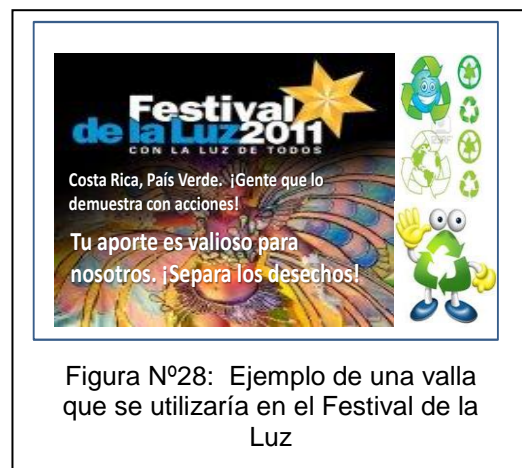 Festival
de la Luz2011
CON LA LUZ DE TODOS
Costa Rica, País Verde. ¡Gente que lo
demuestra con acciones!
Tu aporte es valioso para
nosotros. ¡Separa los desechos!
Figura Nº28: Ejemplo de una valla
que se utilizaría en el Festival de la
Luz